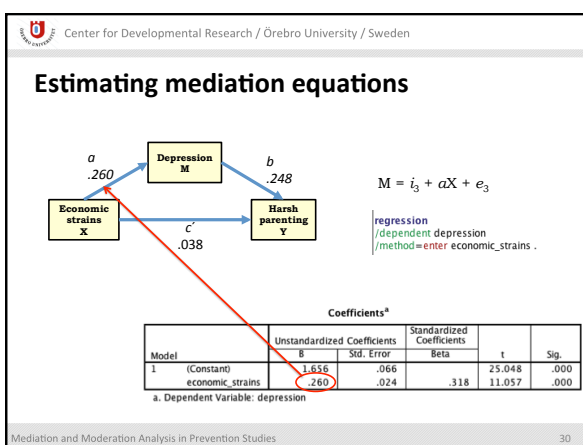 ÖREBRO UNIVERSITET
Center for Developmental Research / Örebro University / Sweden
Estimating mediation equations
a
.260
Depression
M
b
.248
Economic
strains
X
c´
.038
Harsh
parenting
Y
M = i₃ + aX + e₃
regression
/dependent depression
/method=enter economic_strains .
Coefficientsᵃ
Unstandardized Coefficients Standardized Coefficients
Model B Std. Error Beta t Sig.
1 (Constant) 1.656 .066 25.048 .000
economic_strains .260 .024 .318 11.057 .000
a. Dependent Variable: depression
Mediation and Moderation Analysis in Prevention Studies 30